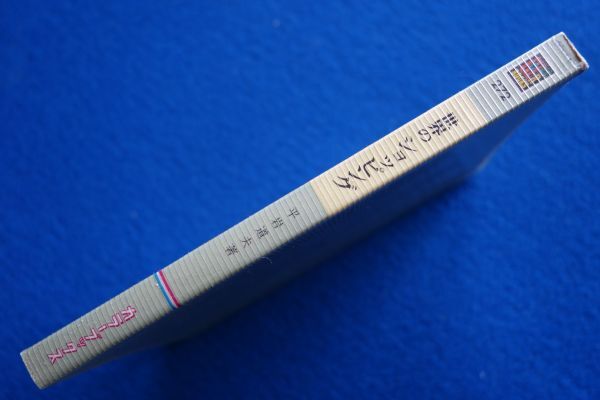 272
世界のショッピング
平岩道夫著
カラーブックス